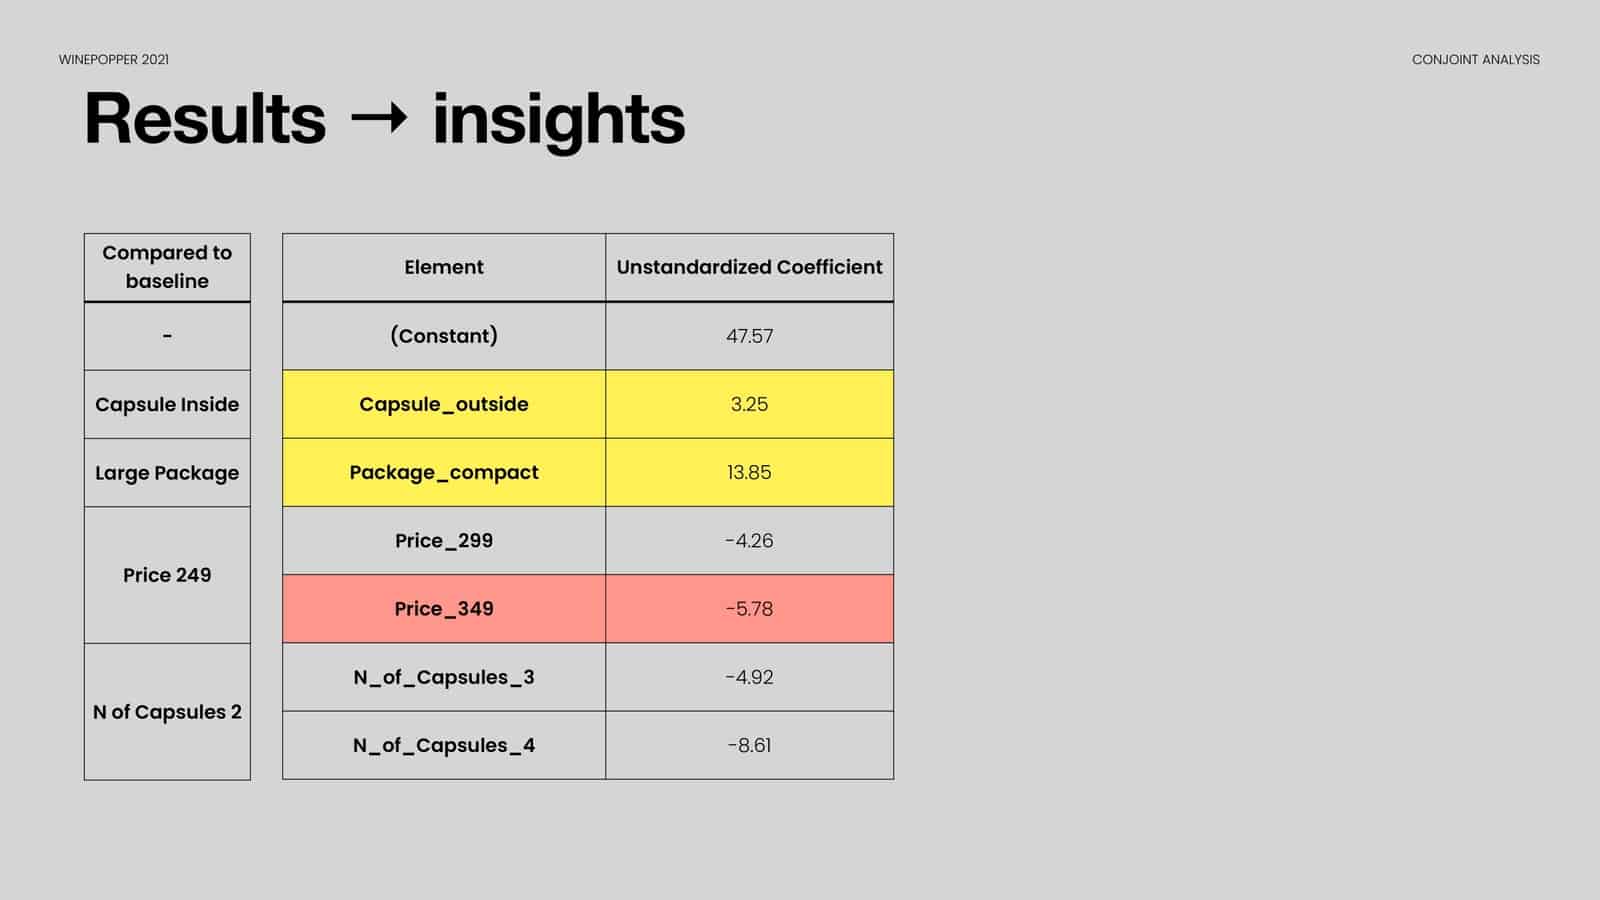 WINEPOPPER 2021
CONJOINT ANALYSIS
Results → insights
Compared to
baseline
Element
Unstandardized Coefficient
-
(Constant)
47.57
Capsule Inside
Capsule_outside
3.25
Large Package
Package_compact
13.85
Price 249
Price_299
-4.26
Price_349
-5.78
N of Capsules 2
N_of_Capsules_3
-4.92
N_of_Capsules_4
-8.61